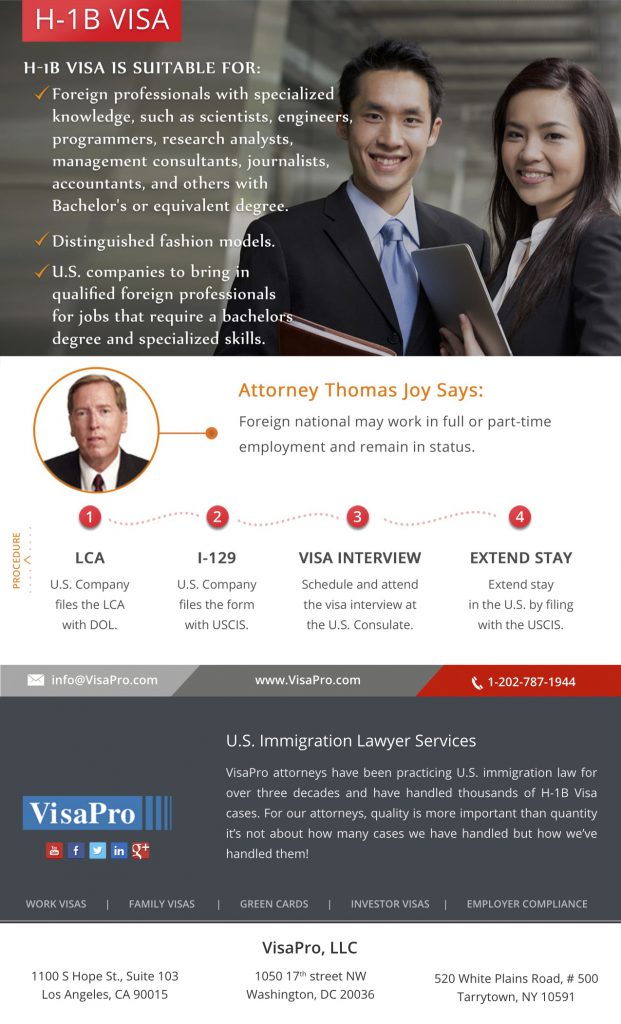 H-1B VISA
H-1B VISA IS SUITABLE FOR:
Foreign professionals with specialized
knowledge, such as scientists, engineers,
programmers, research analysts,
management consultants, journalists,
accountants, and others with
Bachelor's or equivalent degree.
Distinguished fashion models.
U.S. companies to bring in
qualified foreign professionals
for jobs that require a bachelors
degree and specialized skills.
Attorney Thomas Joy Says:
Foreign national may work in full or part-time
employment and remain in status.
PROCEDURE
1
LCA
U.S. Company
files the LCA
with DOL.
2
I-129
U.S. Company
files the form
with USCIS.
3
VISA INTERVIEW
Schedule and attend
the visa interview at
the U.S. Consulate.
4
EXTEND STAY
Extend stay
in the U.S. by filing
with the USCIS.
info@VisaPro.com
www.VisaPro.com
1-202-787-1944
U.S. Immigration Lawyer Services
VisaPro attorneys have been practicing U.S. immigration law for
over three decades and have handled thousands of H-1B Visa
cases. For our attorneys, quality is more important than quantity
it's not about how many cases we have handled but how we've
handled them!
VisaPro
You Tube f in g+
WORK VISAS | FAMILY VISAS | GREEN CARDS | INVESTOR VISAS | EMPLOYER COMPLIANCE
VisaPro, LLC
1100 S Hope St., Suite 103
Los Angeles, CA 90015
1050 17th street NW
Washington, DC 20036
520 White Plains Road, # 500
Tarrytown, NY 10591